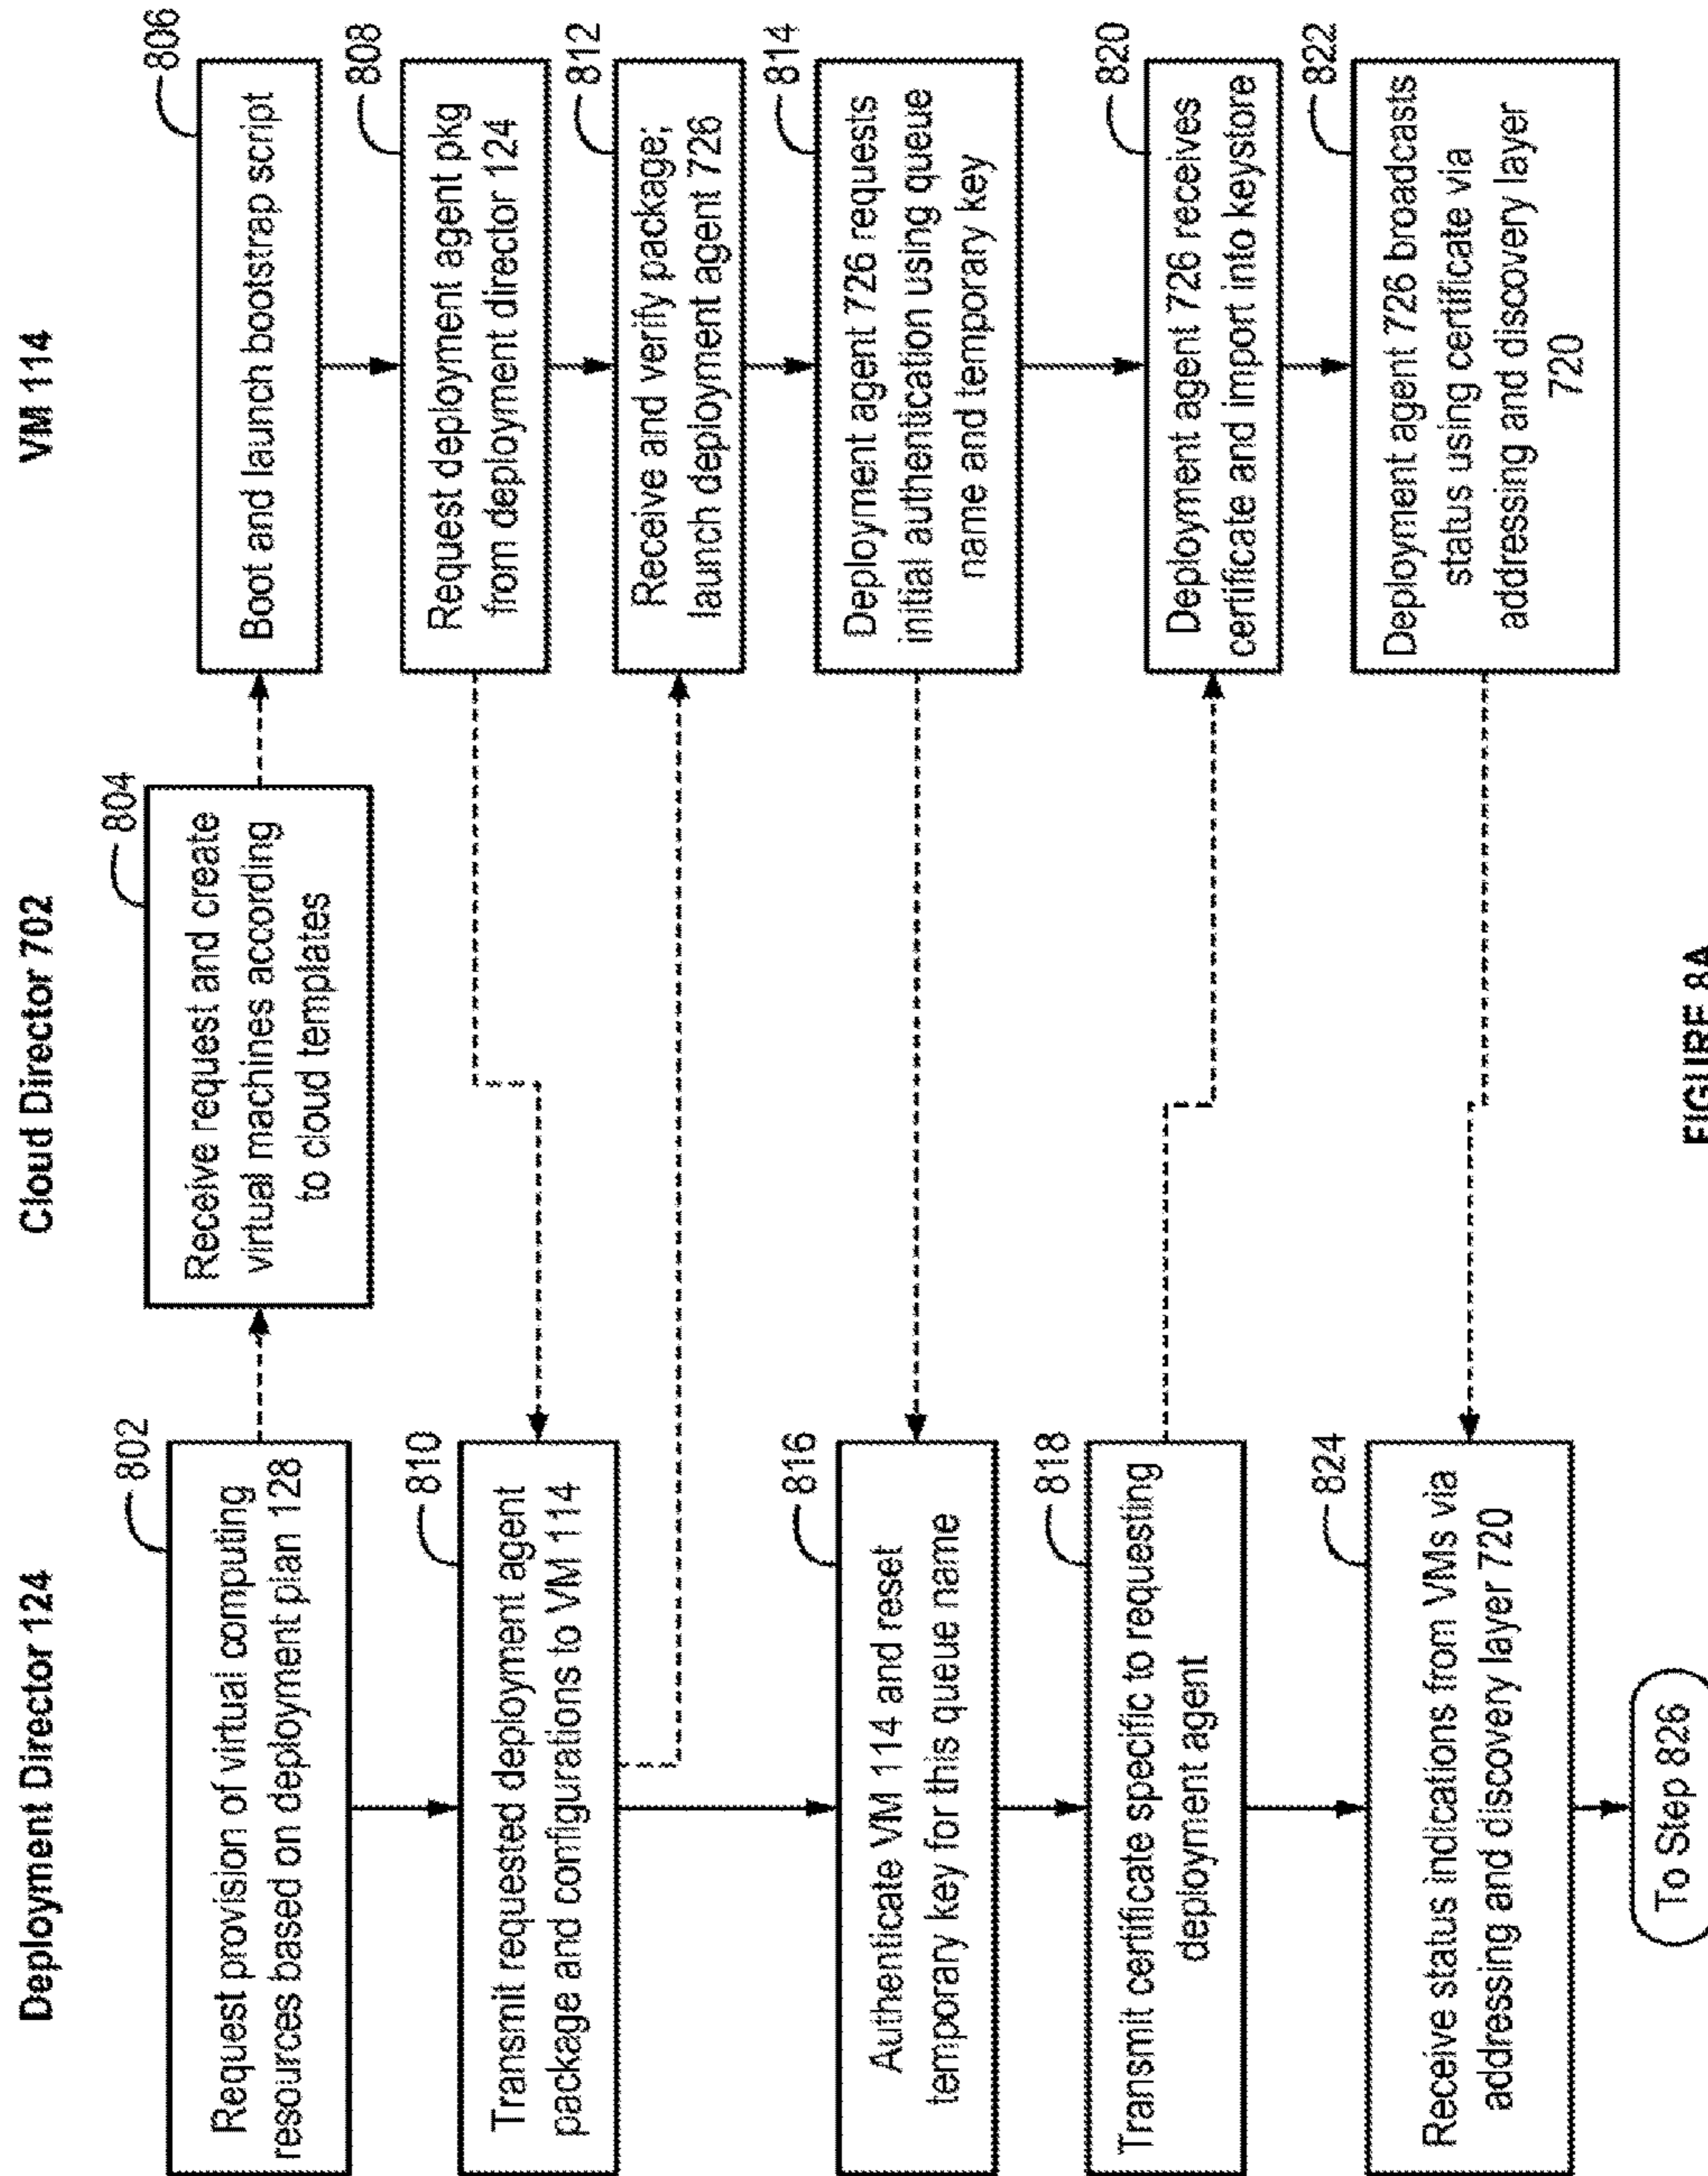 Deployment Director 124
Cloud Director 702
VM 114
802
Request provision of virtual computing
resources based on deployment plan 128
804
Receive request and create
virtual machines according
to cloud templates
806
Boot and launch bootstrap script
808
Request deployment agent pkg
from deployment director 124
810
Transmit requested deployment agent
package and configurations to VM 114
812
Receive and verify package;
launch deployment agent 726
814
Deployment agent 726 requests
initial authentication using queue
name and temporary key
816
Authenticate VM 114 and reset
temporary key for this queue name
818
Transmit certificate specific to requesting
deployment agent
820
Deployment agent 726 receives
certificate and import into keystore
822
Deployment agent 726 broadcasts
status using certificate via
addressing and discovery layer
720
824
Receive status indications from VMs via
addressing and discovery layer 720
To Step 826
FIGURE 8A